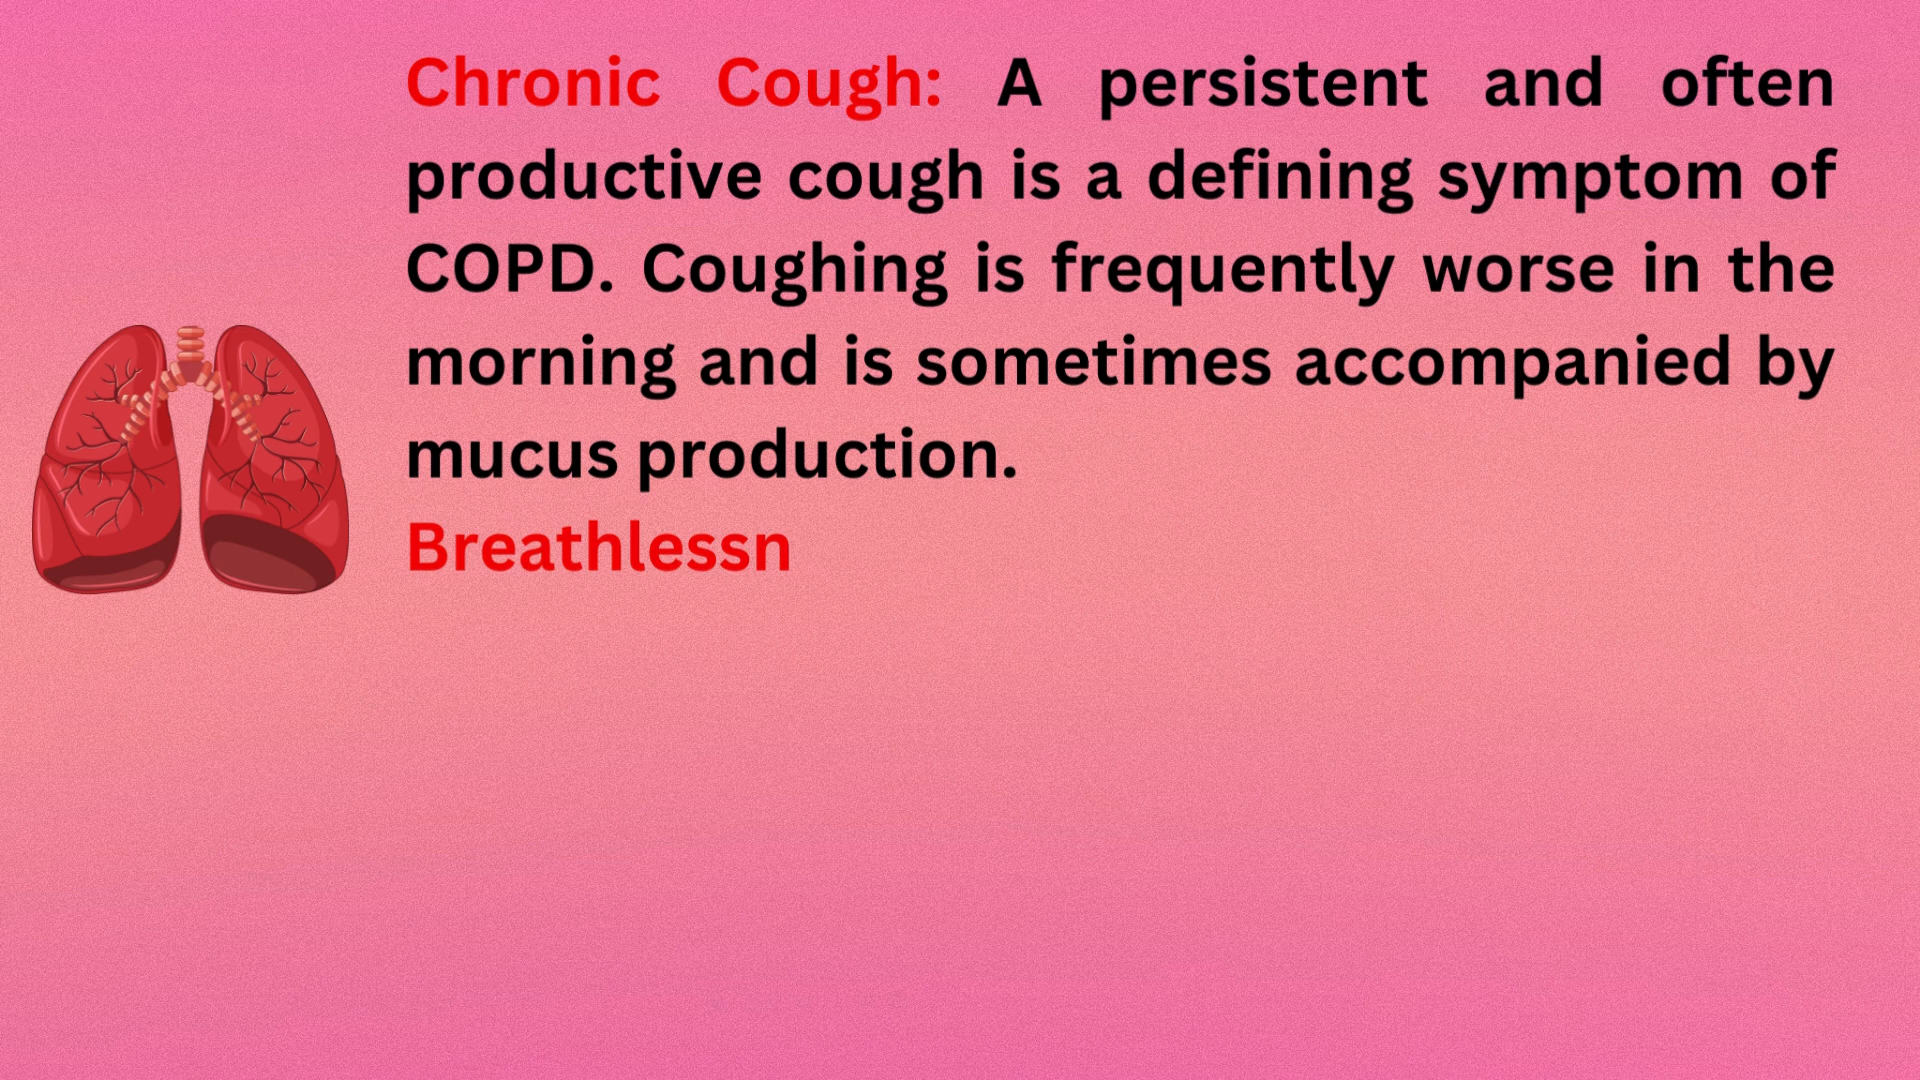 Chronic Cough: A persistent and often
productive cough is a defining symptom of
COPD. Coughing is frequently worse in the
morning and is sometimes accompanied by
mucus production.
Breathlessn